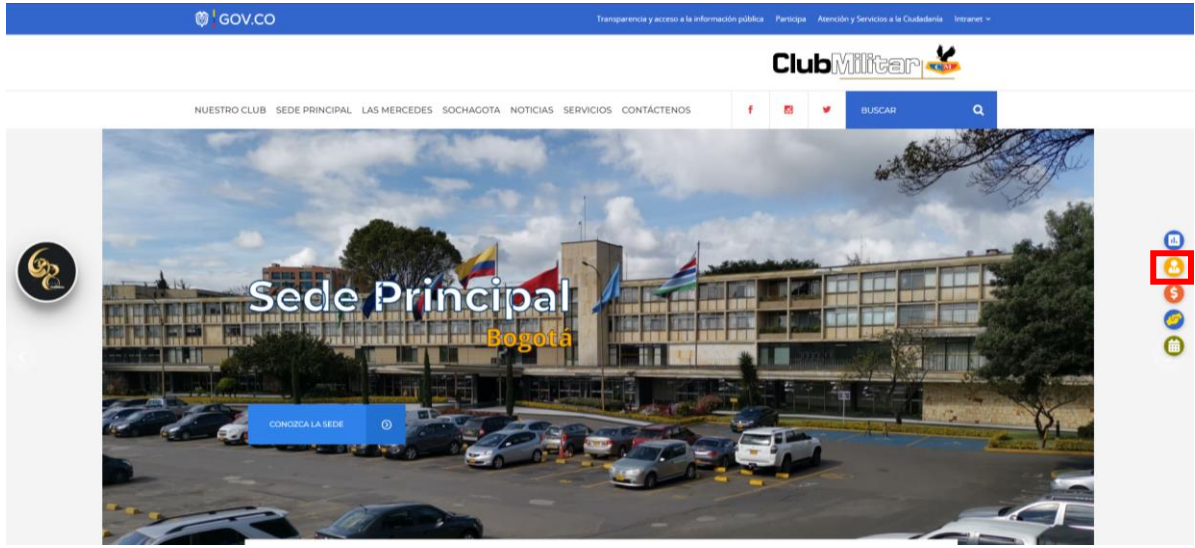 GOV.CO
Transparencia y acceso a la información pública Participa Atención y Servicios a la Ciudadanía Intranet
ClubMilitar
CM
NUESTRO CLUB SEDE PRINCIPAL LAS MERCEDES SOCHAGOTA NOTICIAS SERVICIOS CONTÁCTENOS
BUSCAR
Sede Principal
Bogotá
CONOZCA LA SEDE